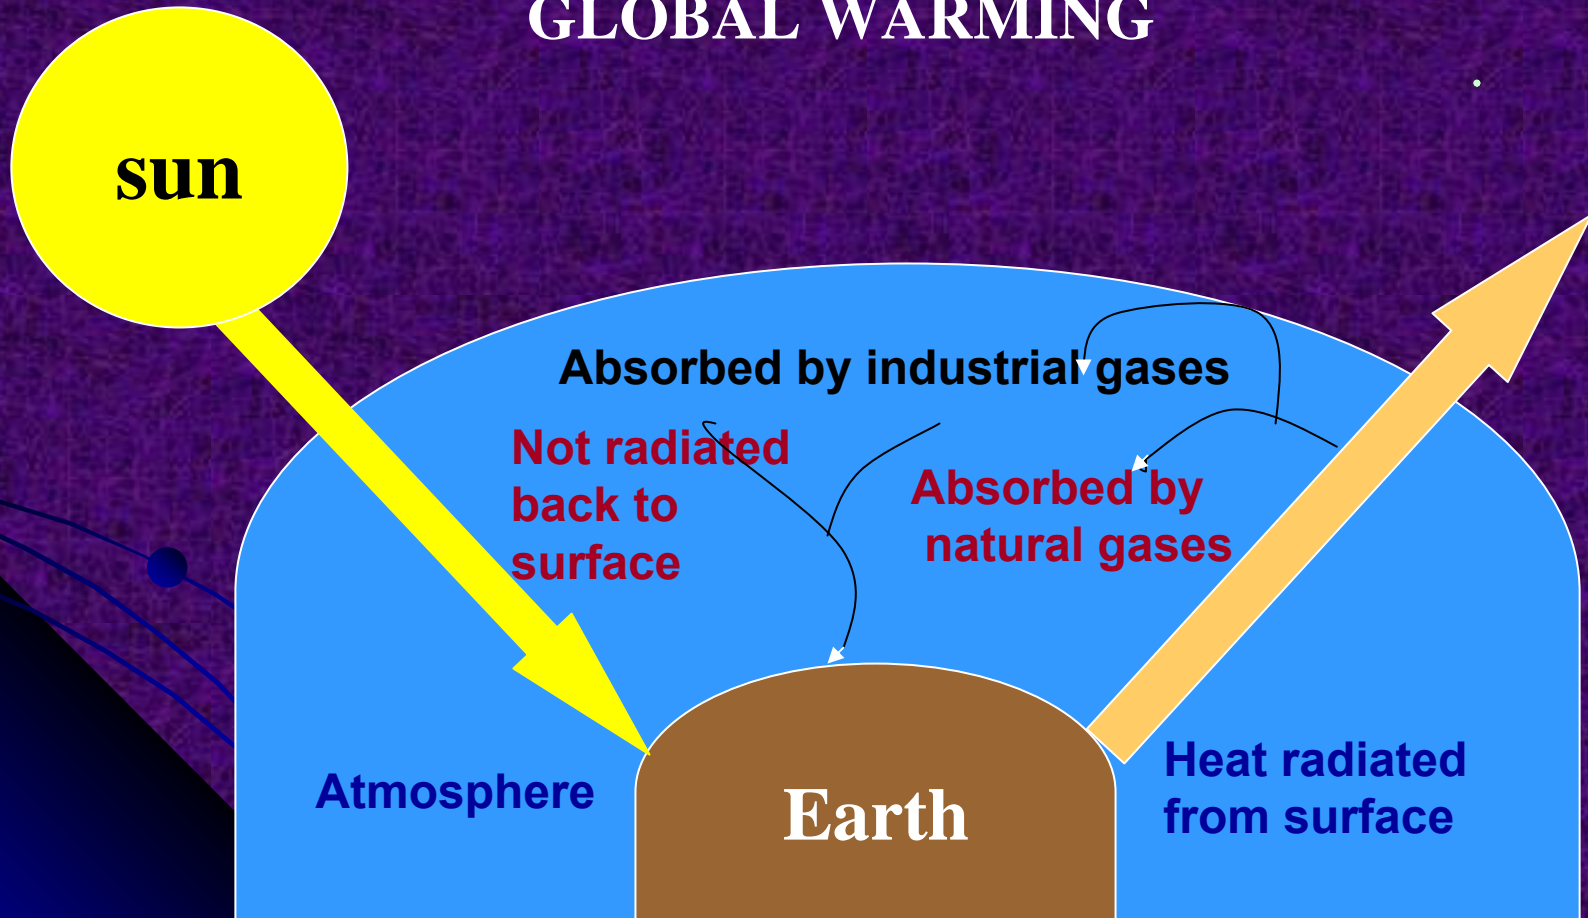 GLOBAL WARMING
sun
Absorbed by industrial gases
Not radiated
back to
surface
Absorbed by
natural gases
Atmosphere
Earth
Heat radiated
from surface